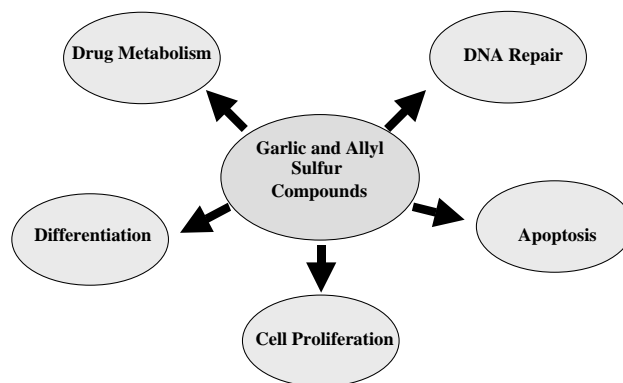 Drug Metabolism
DNA Repair
Garlic and Allyl
Sulfur
Compounds
Differentiation
Apoptosis
Cell Proliferation